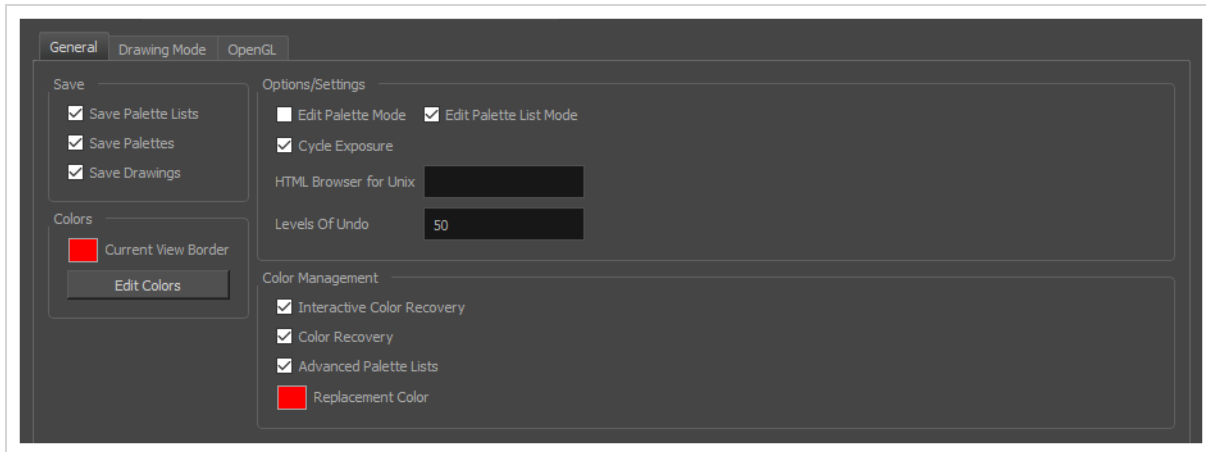 General Drawing Mode OpenGL
Save
Save Palette Lists
Save Palettes
Save Drawings
Colors
Current View Border
Edit Colors
Options/Settings
Edit Palette Mode Edit Palette List Mode
Cycle Exposure
HTML Browser for Unix
Levels Of Undo 50
Color Management
Interactive Color Recovery
Color Recovery
Advanced Palette Lists
Replacement Color